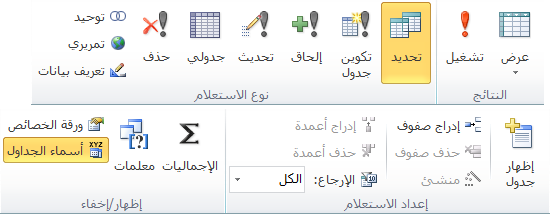 عرض
تشغيل
النتائج
تحديد
تكوين
جدول
إلحاق
تحديث
جدولي
حذف
توحيد
تمريري
تعريف بيانات
نوع الاستعلام
إظهار
جدول
إدراج صفوف
حذف صفوف
منشئ
إدراج أعمدة
حذف أعمدة
الإرجاع:
الكل
إعداد الاستعلام
الإجماليات
معلمات
ورقة الخصائص
أسماء الجداول
XYZ
إظهار/إخفاء